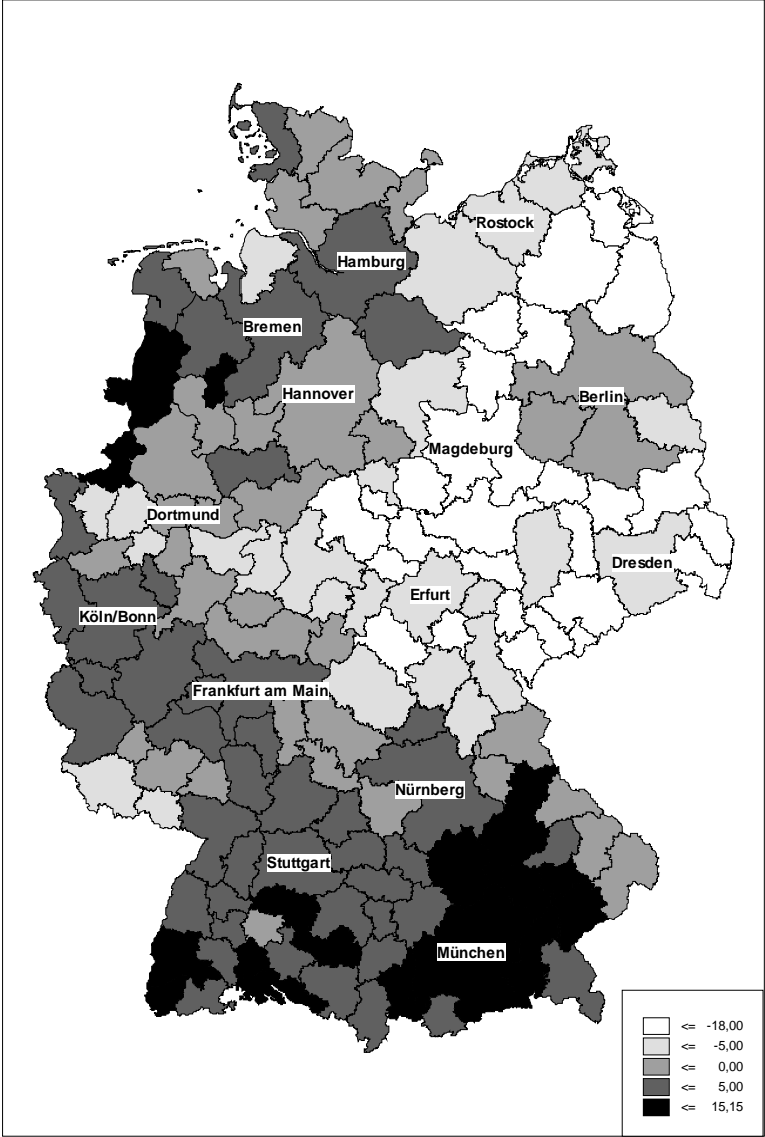 Rostock
Hamburg
Bremen
Hannover
Berlin
Magdeburg
Dortmund
Dresden
Erfurt
Köln/Bonn
Frankfurt am Main
Nürnberg
Stuttgart
München
<= -18,00
<= -5,00
<= 0,00
<= 5,00
<= 15,15